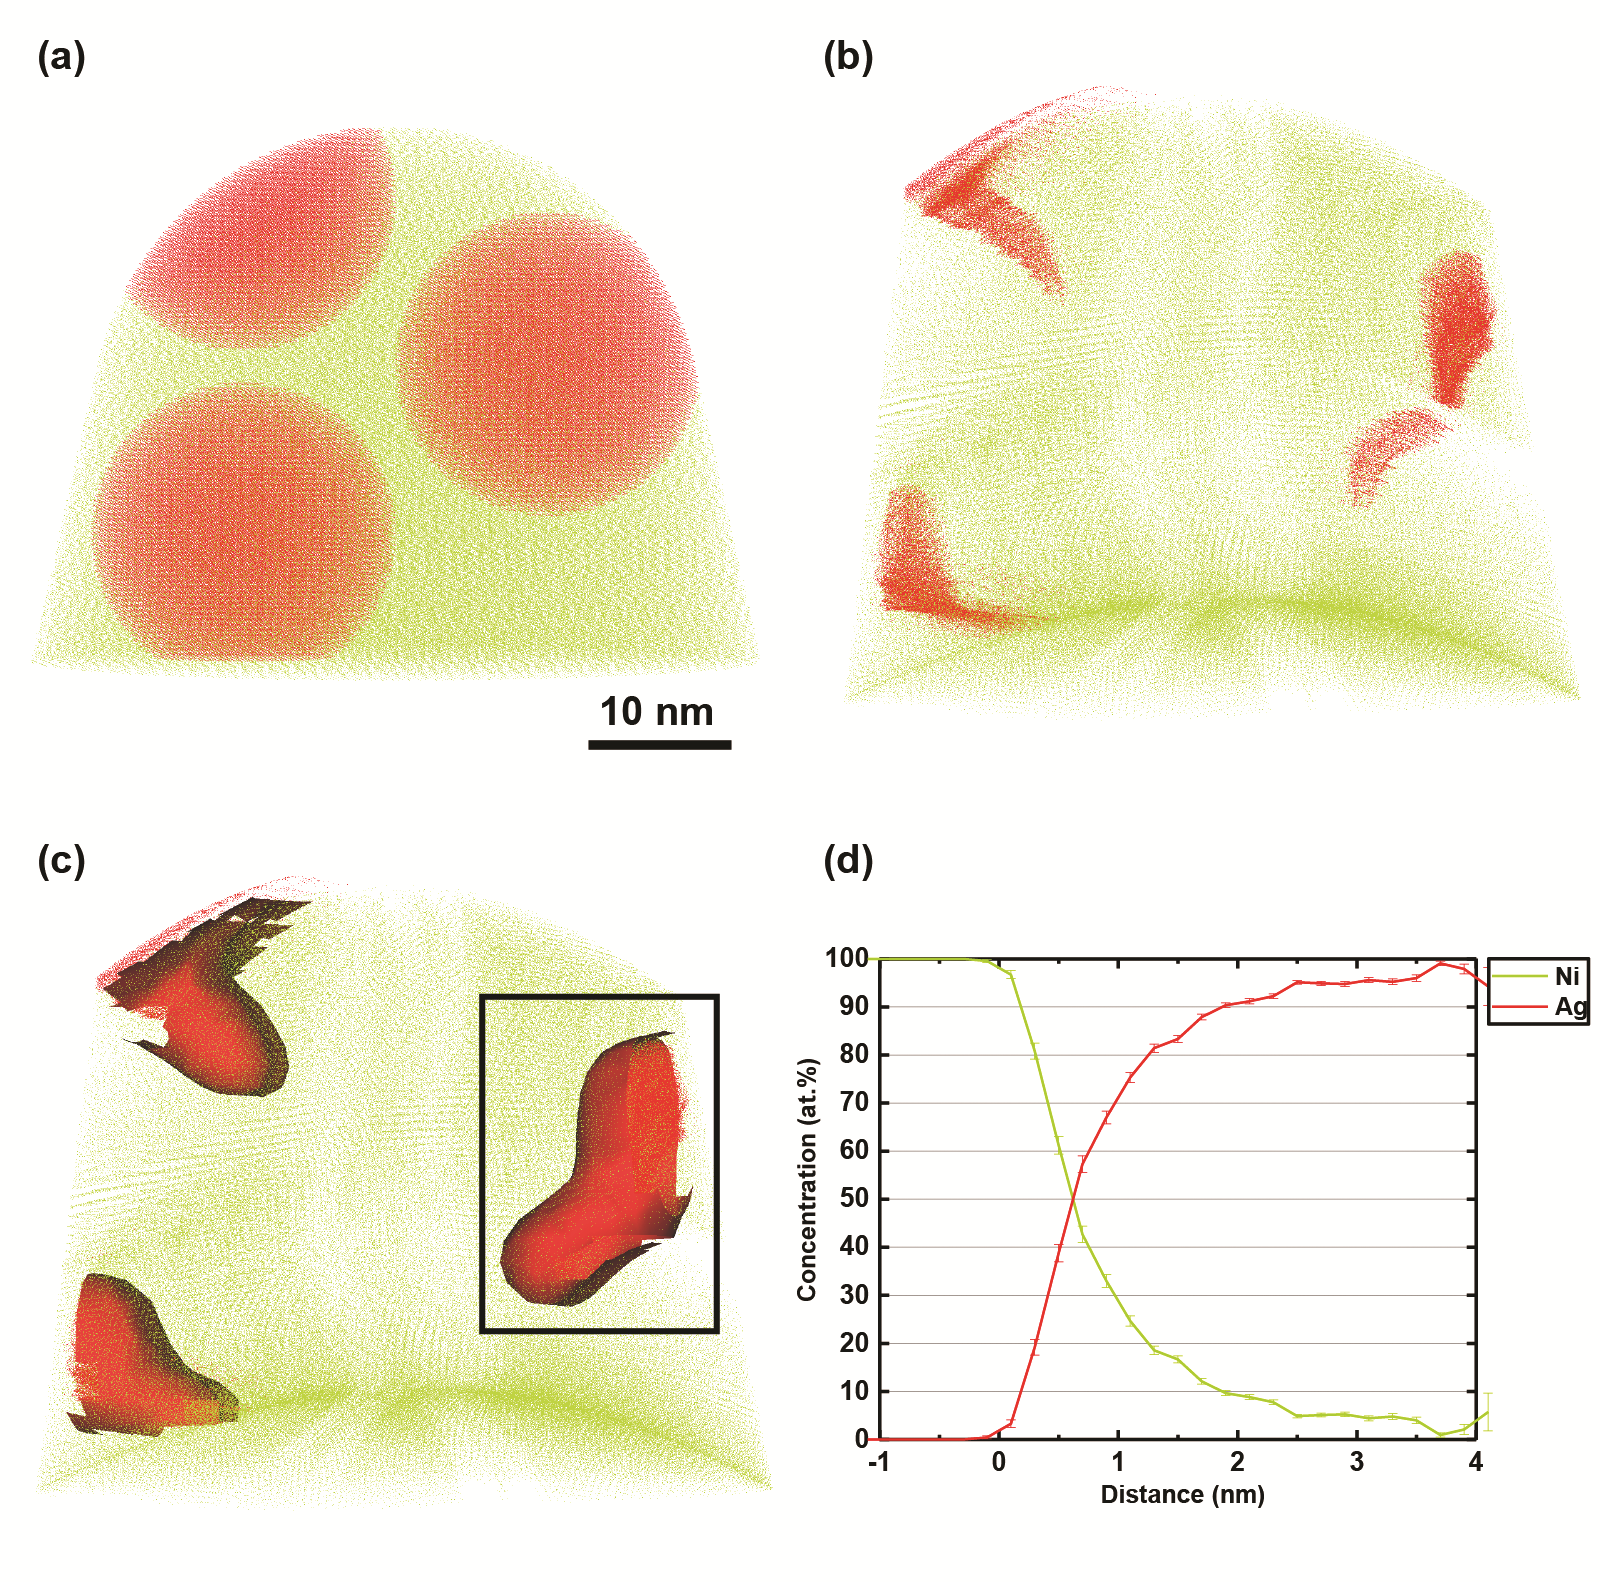 (a)
(b)
10 nm
(c)
(d)
100
90
80
70
60
50
40
30
20
10
0
Concentration (at.%)
-1 0 1 2 3 4
Distance (nm)
Ni
Ag